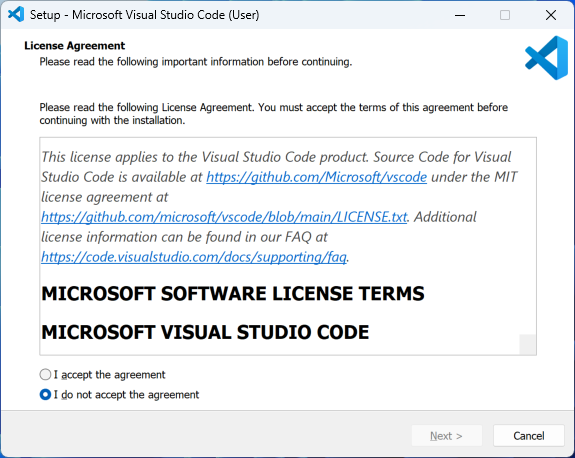 Setup - Microsoft Visual Studio Code (User)
License Agreement
Please read the following important information before continuing.
Please read the following License Agreement. You must accept the terms of this agreement before
continuing with the installation.
This license applies to the Visual Studio Code product. Source Code for Visual
Studio Code is available at https://github.com/Microsoft/vscode under the MIT
license agreement at
https://github.com/microsoft/vscode/blob/main/LICENSE.txt. Additional
license information can be found in our FAQ at
https://code.visualstudio.com/docs/supporting/faq.
MICROSOFT SOFTWARE LICENSE TERMS
MICROSOFT VISUAL STUDIO CODE
I accept the agreement
I do not accept the agreement
Next >
Cancel